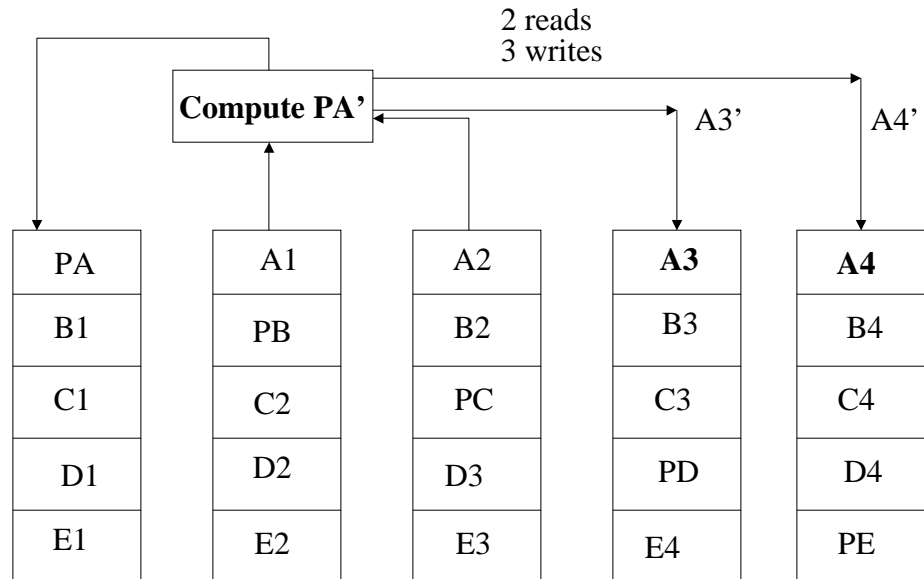 2 reads
3 writes
Compute PA’
A3’
A4’
PA
A1
A2
A3
A4
B1
PB
B2
B3
B4
C1
C2
PC
C3
C4
D1
D2
D3
PD
D4
E1
E2
E3
E4
PE